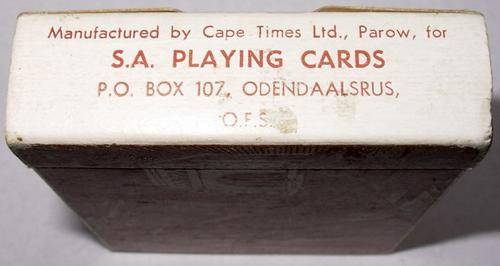 Manufactured by Cape Times Ltd., Parow, for
S.A. PLAYING CARDS
P.O. BOX 107, ODENDAALSRUS,
O.F.S.